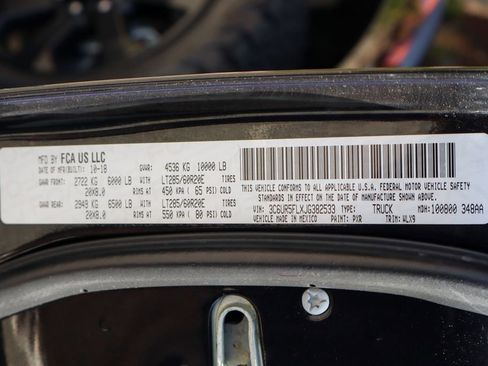 MFD BY FCA US LLC
DATE OF MFR(BUILT): 10-18 GVWR: 4536 KG 10000 LB
GAWR FRONT: 2722 KG 6000 LB WITH LT285/60R20E TIRES
20X8.0 RIMS AT 450 KPA ( 65 PSI) COLD
GAWR REAR: 2948 KG 6500 LB WITH LT285/60R20E TIRES
20X8.0 RIMS AT 550 KPA ( 80 PSI) COLD
THIS VEHICLE CONFORMS TO ALL APPLICABLE U.S.A. FEDERAL MOTOR VEHICLE SAFETY
STANDARDS IN EFFECT ON THE DATE OF MANUFACTURE SHOWN ABOVE.
VIN: 3C6UR5FLXJG382533 TYPE: TRUCK MDH: 100800 348AA
VEHICLE MADE IN MEXICO PAINT: PXR TRIM: WLX9